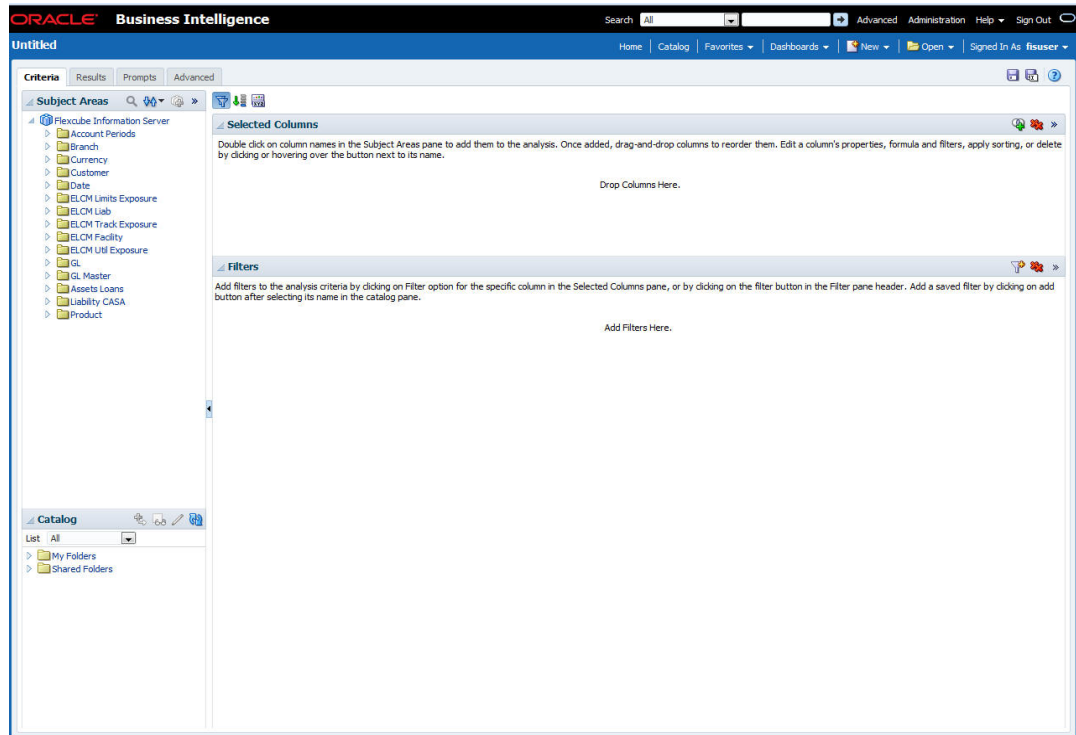 ORACLE Business Intelligence
Search All Advanced Administration Help Sign Out
Untitled
Home Catalog Favorites Dashboards New Open Signed In As fisuser
Criteria Results Prompts Advanced
Subject Areas
Flexcube Information Server
Account Periods
Branch
Currency
Customer
Date
ELCM Limits Exposure
ELCM Liab
ELCM Track Exposure
ELCM Facility
ELCM Util Exposure
GL
GL Master
Assets Loans
Liability CASA
Product
Catalog
List All
My Folders
Shared Folders
Selected Columns
Double click on column names in the Subject Areas pane to add them to the analysis. Once added, drag-and-drop columns to reorder them. Edit a column's properties, formula and filters, apply sorting, or delete
by clicking or hovering over the button next to its name.
Drop Columns Here.
Filters
Add filters to the analysis criteria by clicking on Filter option for the specific column in the Selected Columns pane, or by clicking on the filter button in the Filter pane header. Add a saved filter by clicking on add
button after selecting its name in the catalog pane.
Add Filters Here.